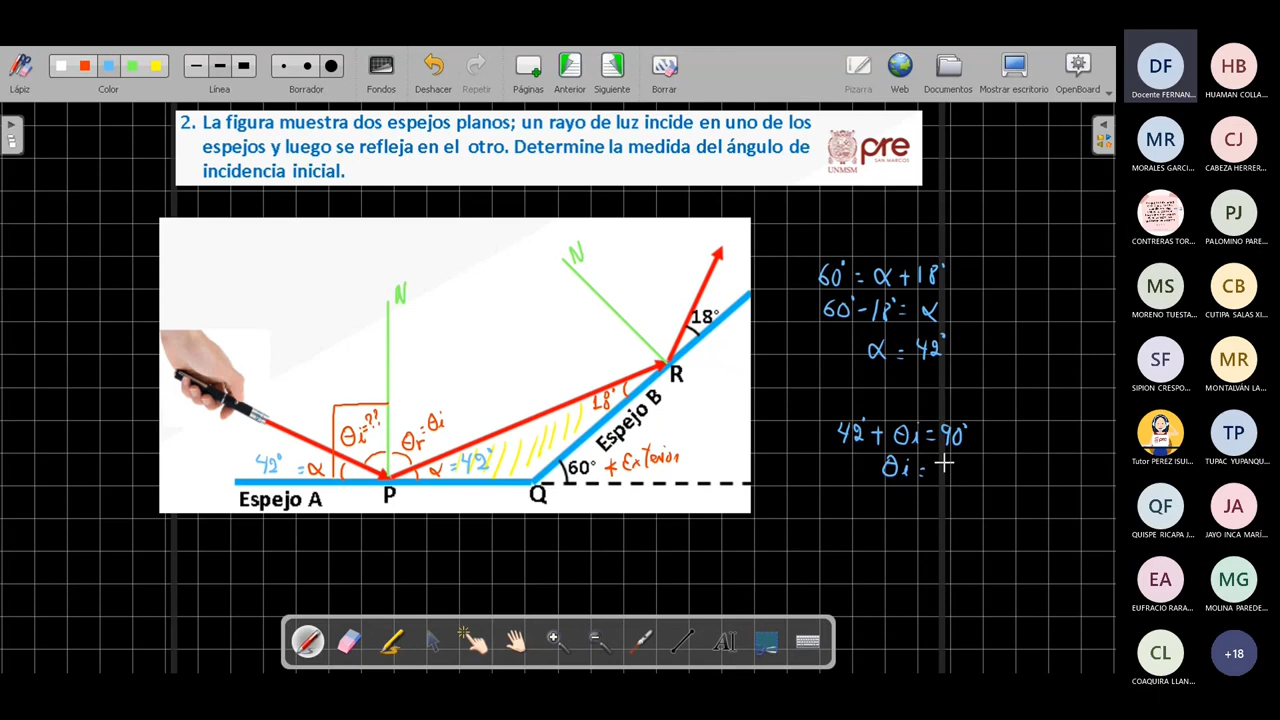 Lápiz
Color
Línea
Borrador
Fondos
Deshacer
Repetir
Páginas
Anterior
Siguiente
Borrar
Pizarra
Web
Documentos
Mostrar escritorio
OpenBoard
2. La figura muestra dos espejos planos; un rayo de luz incide en uno de los
espejos y luego se refleja en el otro. Determine la medida del ángulo de
incidencia inicial.
UNMSM
pre
SAN MARCOS
N
N
18°
R
60° = α + 18°
60° - 18° = α
α = 42°
θi=??
θr=θi
18°
Espejo B
42° = α
α = 42°
60°
* Exterior
Espejo A
P
Q
42° + θi = 90°
θi =
AI
DF
Docente FERNAN...
HB
HUAMAN COLLA...
MR
MORALES GARCI...
CJ
CABEZA HERRER...
CONTRERAS TOR...
PJ
PALOMINO PARE...
MS
MORENO TUESTA...
CB
CUTIPA SALAS XI...
SF
SIPION CRESPO...
MR
MONTALVÁN LA...
Tutor PEREZ ISUI...
TP
TUPAC YUPANQU...
QF
QUISPE RICAPA J...
JA
JAYO INCA MARÍ...
EA
EUFRACIO RARA...
MG
MOLINA PAREDE...
CL
COAQUIRA LLAN...
+18